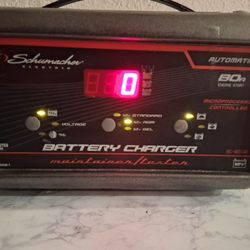 Schumacher
ELECTRIC
AUTOMATIC
80A
ENGINE START
0
MICROPROCESSOR
CONTROLLED
VOLTAGE
STANDARD
AGM
GEL
BATTERY CHARGER
maintainer/tester